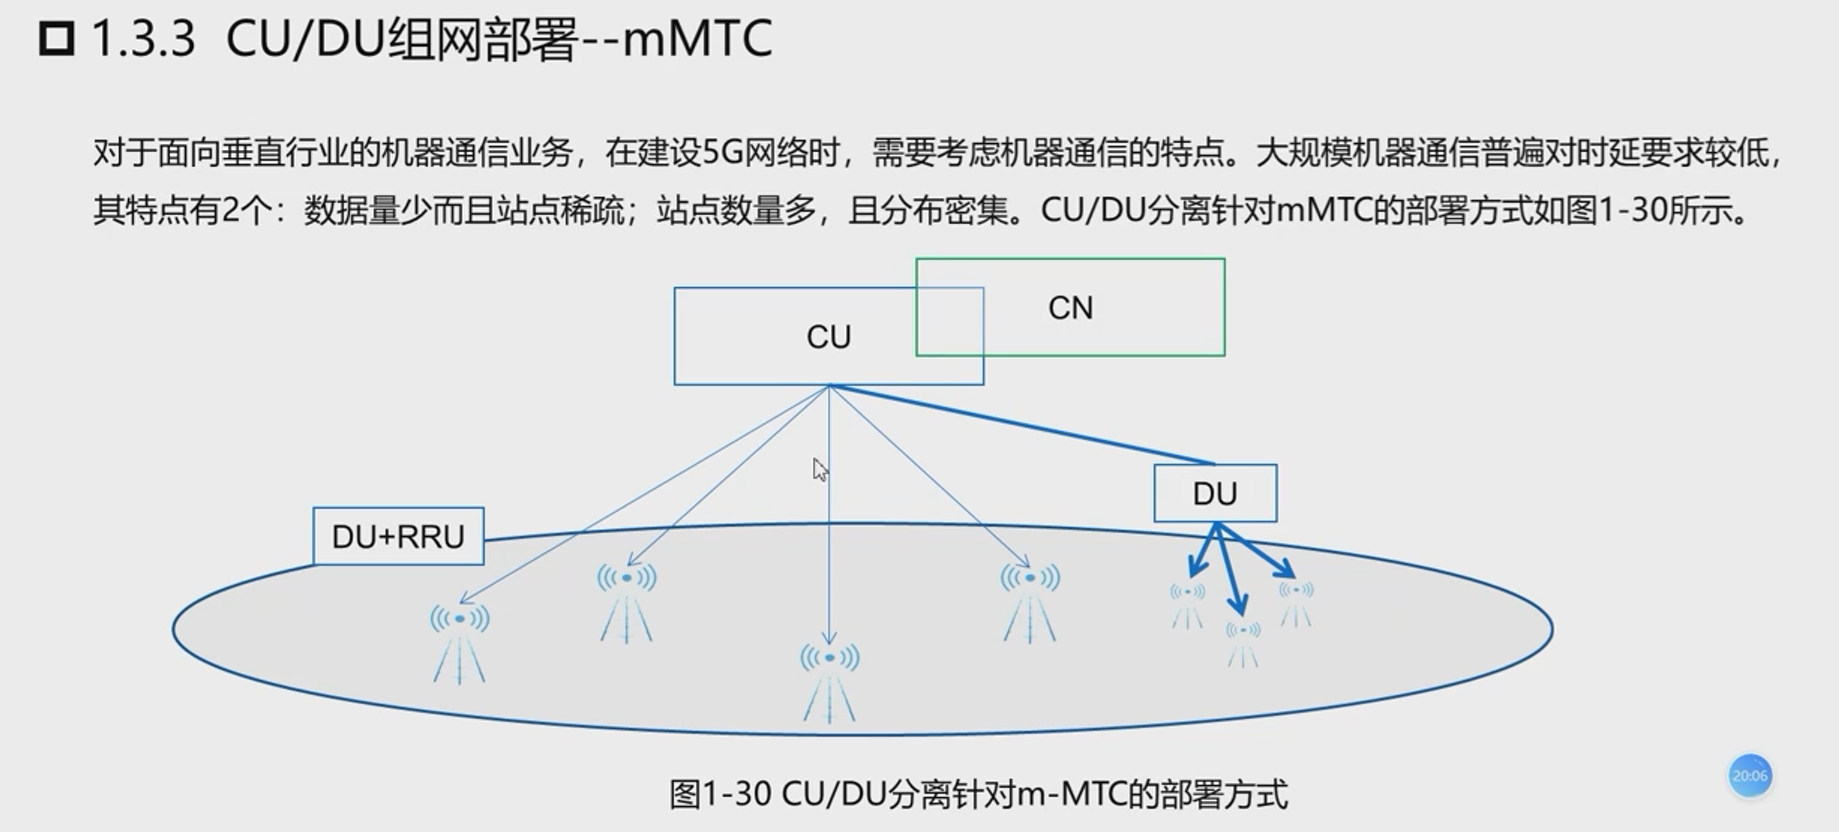 1.3.3 CU/DU组网部署--mMTC
对于面向垂直行业的机器通信业务，在建设5G网络时，需要考虑机器通信的特点。大规模机器通信普遍对时延要求较低，
其特点有2个：数据量少而且站点稀疏；站点数量多，且分布密集。CU/DU分离针对mMTC的部署方式如图1-30所示。
CN
CU
DU
DU+RRU
图1-30 CU/DU分离针对m-MTC的部署方式
20:06